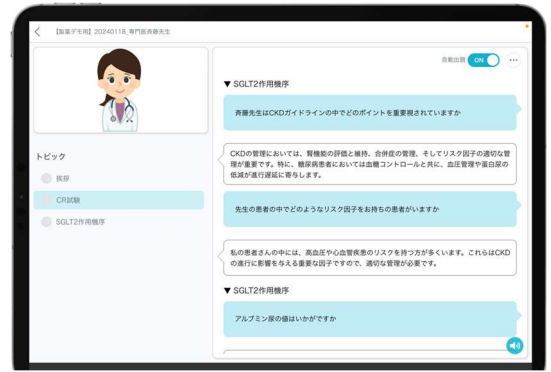 【製薬デモ用】20240118_専門医斉藤先生
自動出題 ON
トピック
挨拶
CR試験
SGLT2作用機序
▼ SGLT2作用機序
斉藤先生はCKDガイドラインの中でどのポイントを重要視されていますか
CKDの管理においては、腎機能の評価と維持、合併症の管理、そしてリスク因子の適切な管
理が重要です。特に、糖尿病患者においては血糖コントロールと共に、血圧管理や蛋白尿の
低減が進行遅延に寄与します。
先生の患者の中でどのようなリスク因子をお持ちの患者がいますか
私の患者さんの中には、高血圧や心血管疾患のリスクを持つ方が多くいます。これらはCKD
の進行に影響を与える重要な因子ですので、適切な管理が必要です。
▼ SGLT2作用機序
アルブミン尿の値はいかがですか